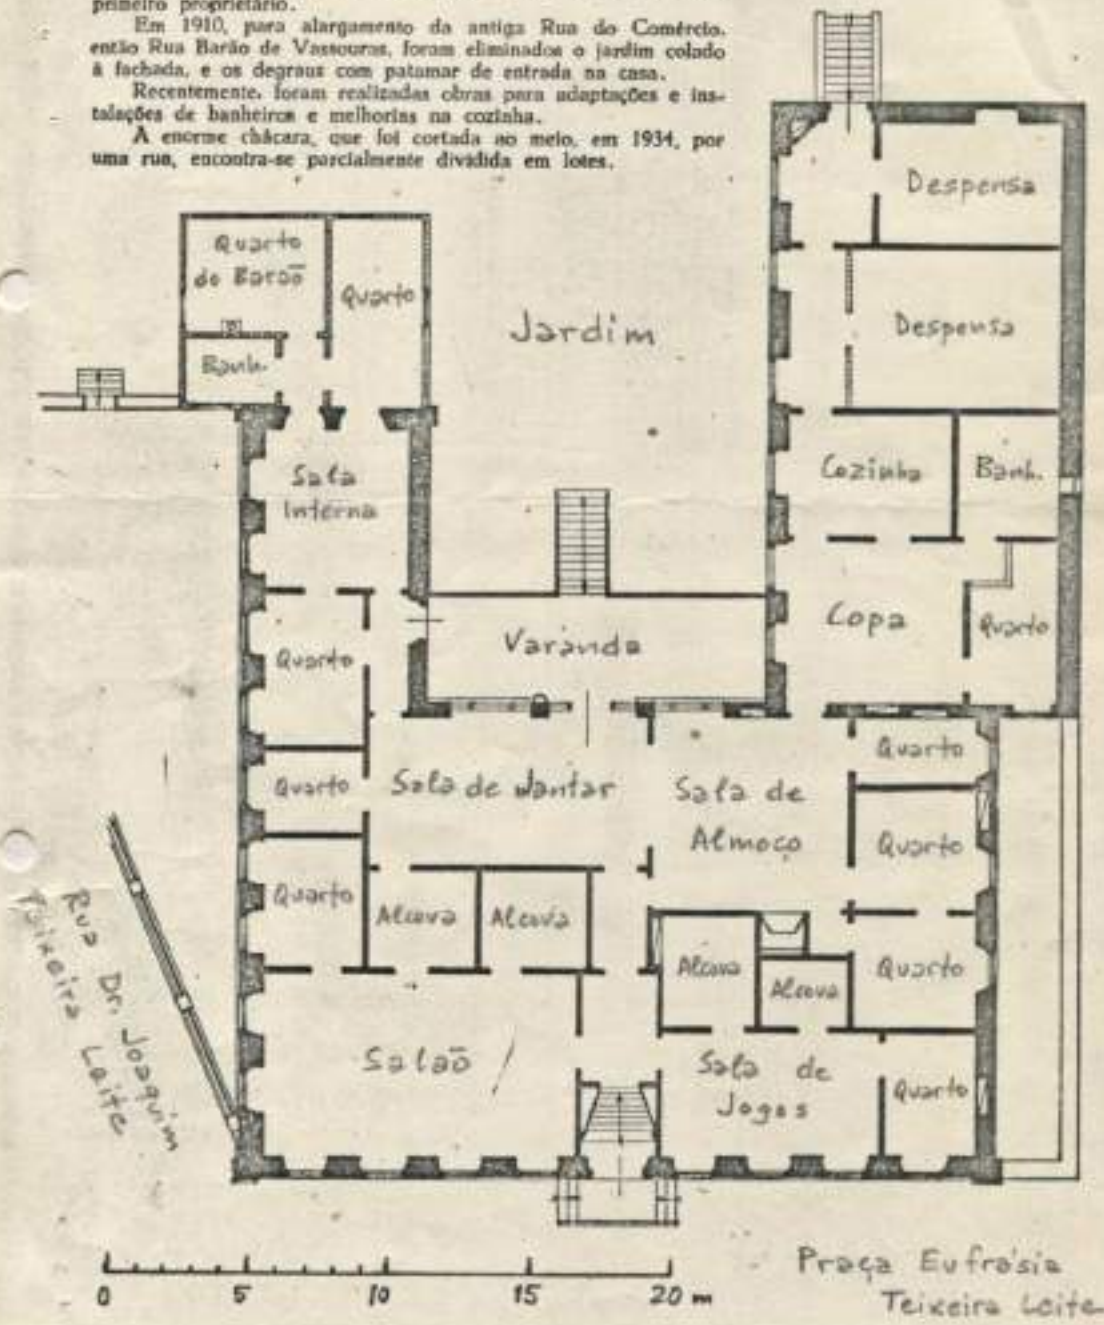 primeiro proprietário.
Em 1910, para alargamento da antiga Rua do Comércio,
então Rua Barão de Vassouras, foram eliminados o jardim colado
à fachada, e os degraus com patamar de entrada na casa.
Recentemente, foram realizadas obras para adaptações e ins-
talações de banheiros e melhorias na cozinha.
A enorme chácara, que foi cortada ao meio, em 1934, por
uma rua, encontra-se parcialmente dividida em lotes.
Despensa
Quarto
do Barão
Quarto
Jardim
Despensa
Banh.
Sala
Interna
Cozinha
Banh.
Quarto
Varanda
Copa
Quarto
Quarto
Sala de Jantar
Sala de
Almoço
Quarto
Quarto
Quarto
Alcova
Alcova
Alcova
Alcova
Quarto
Rua Dr. Joaquim
Teixeira Leite
Salaõ
Sala de
Jogos
Quarto
0 5 10 15 20 m
Praça Eufrásia
Teixeira Leite